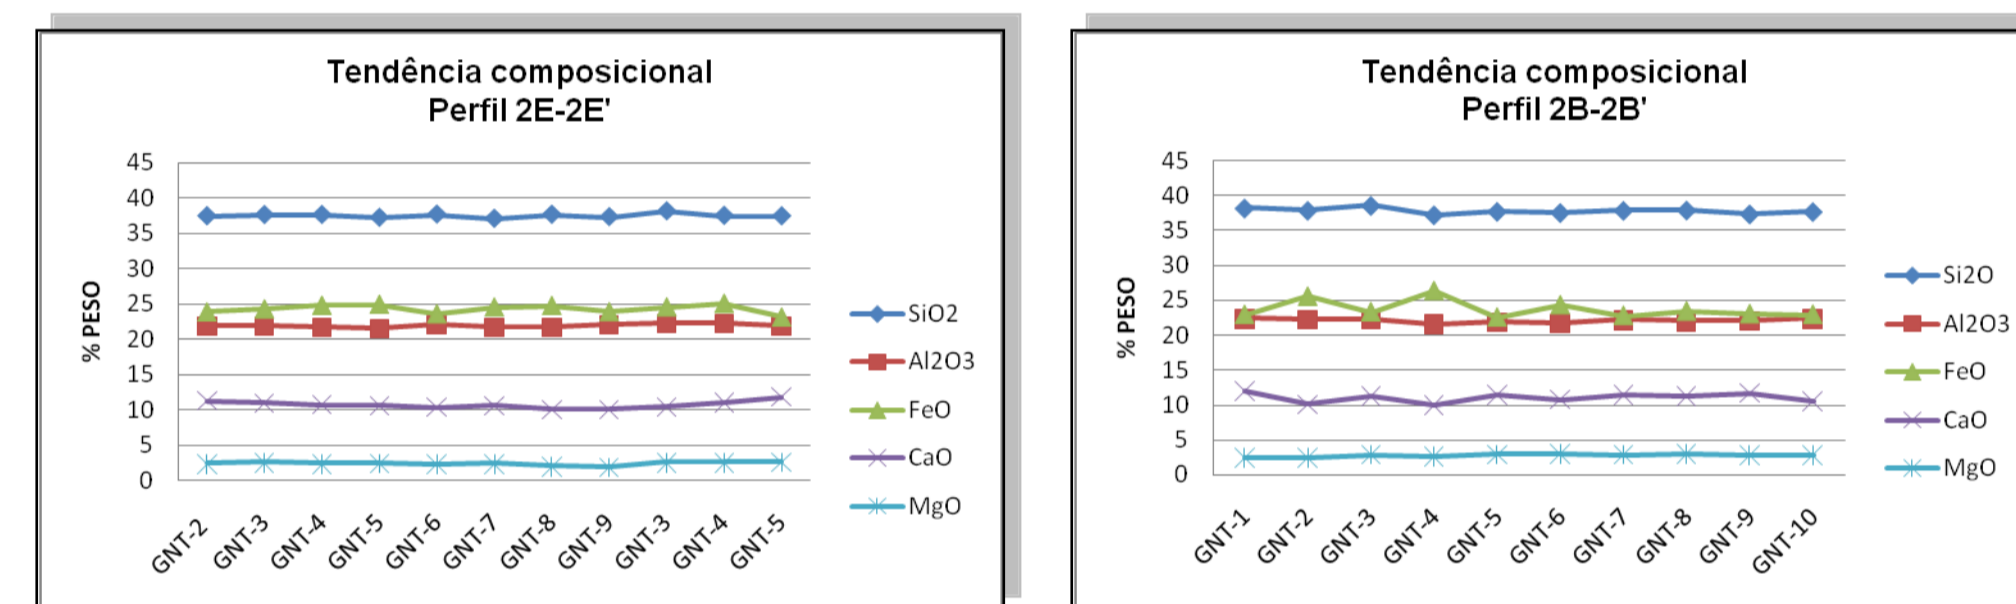 Tendência composicional
Perfil 2E-2E'
% PESO
45
40
35
30
25
20
15
10
5
0
GNT-2
GNT-3
GNT-4
GNT-5
GNT-6
GNT-7
GNT-8
GNT-9
GNT-3
GNT-4
GNT-5
SiO2
Al2O3
FeO
CaO
MgO
Tendência composicional
Perfil 2B-2B'
% PESO
45
40
35
30
25
20
15
10
5
0
GNT-1
GNT-2
GNT-3
GNT-4
GNT-5
GNT-6
GNT-7
GNT-8
GNT-9
GNT-10
Si2O
Al2O3
FeO
CaO
MgO